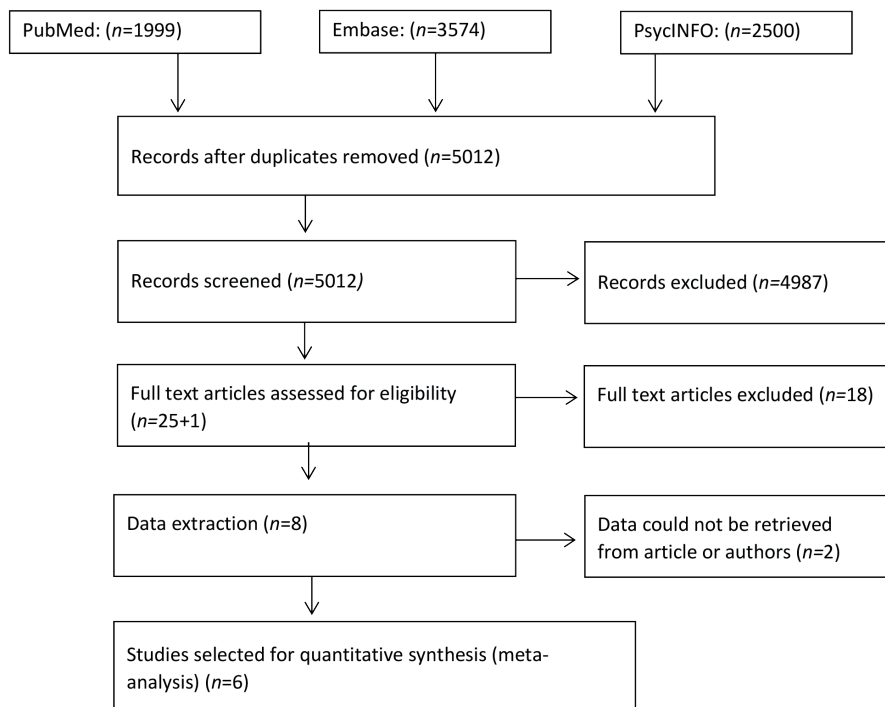 PubMed: (n=1999)
Embase: (n=3574)
PsycINFO: (n=2500)
Records after duplicates removed (n=5012)
Records screened (n=5012)
Records excluded (n=4987)
Full text articles assessed for eligibility
(n=25+1)
Full text articles excluded (n=18)
Data extraction (n=8)
Data could not be retrieved
from article or authors (n=2)
Studies selected for quantitative synthesis (meta-
analysis) (n=6)